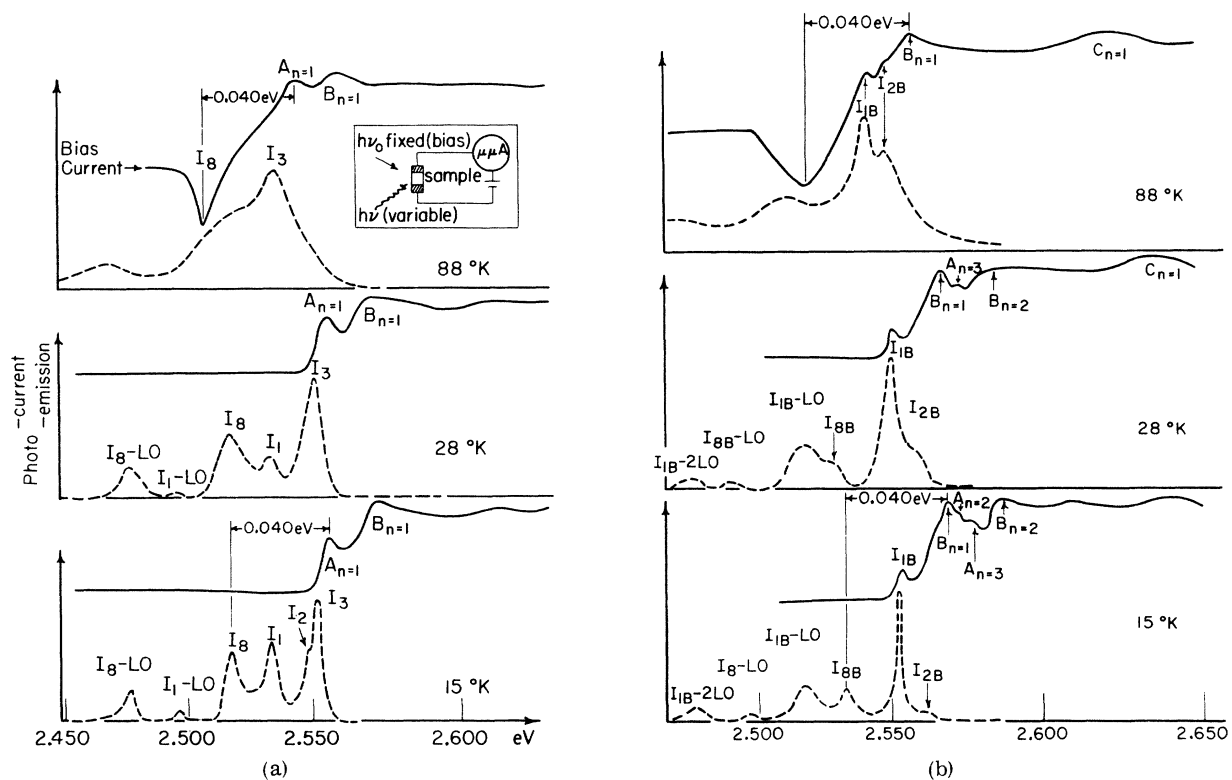 0.040eV
A n=1
B n=1
Bias
Current
I8
I3
hν₀ fixed(bias)
μμA
sample
hν(variable)
88 °K
A n=1
B n=1
I3
I8
I1
I8-LO
I1-LO
28 °K
Photo -current
-emission
0.040eV
B n=1
A n=1
I3
I2
I8
I1
I8-LO
I1-LO
15 °K
2.450 2.500 2.550 2.600 eV
(a)
0.040eV
B n=1
C n=1
I2B
I1B
88 °K
A n=3
C n=1
B n=1
B n=2
I1B
I1B-LO
I2B
I8B-LO
I8B
I1B-2LO
28 °K
0.040eV
A n=2
B n=2
B n=1
I1B
A n=3
I1B-LO
I8-LO
I8B
I2B
I1B-2LO
15 °K
2.500 2.550 2.600 2.650
(b)